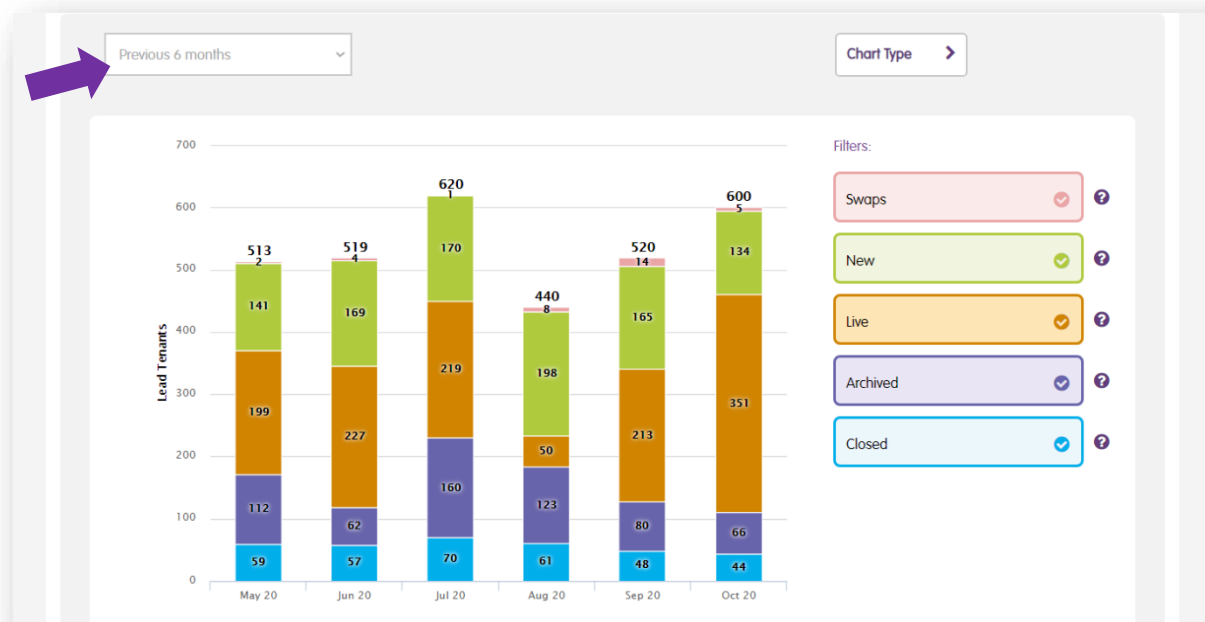 Previous 6 months
Chart Type
Filters:
Swaps
New
Live
Archived
Closed
Lead Tenants
700
600
500
400
300
200
100
0
513
2
141
199
112
59
May 20
519
4
169
227
62
57
Jun 20
620
1
170
219
160
70
Jul 20
440
8
198
50
123
61
Aug 20
520
14
165
213
80
48
Sep 20
600
5
134
351
66
44
Oct 20